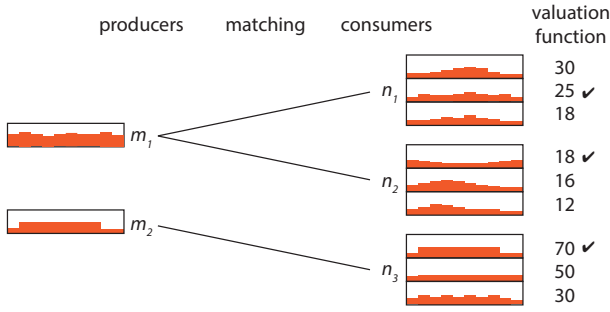 producers matching consumers valuation function
30
n1 25 ✔
18
m1
18 ✔
n2 16
12
m2
70 ✔
n3 50
30